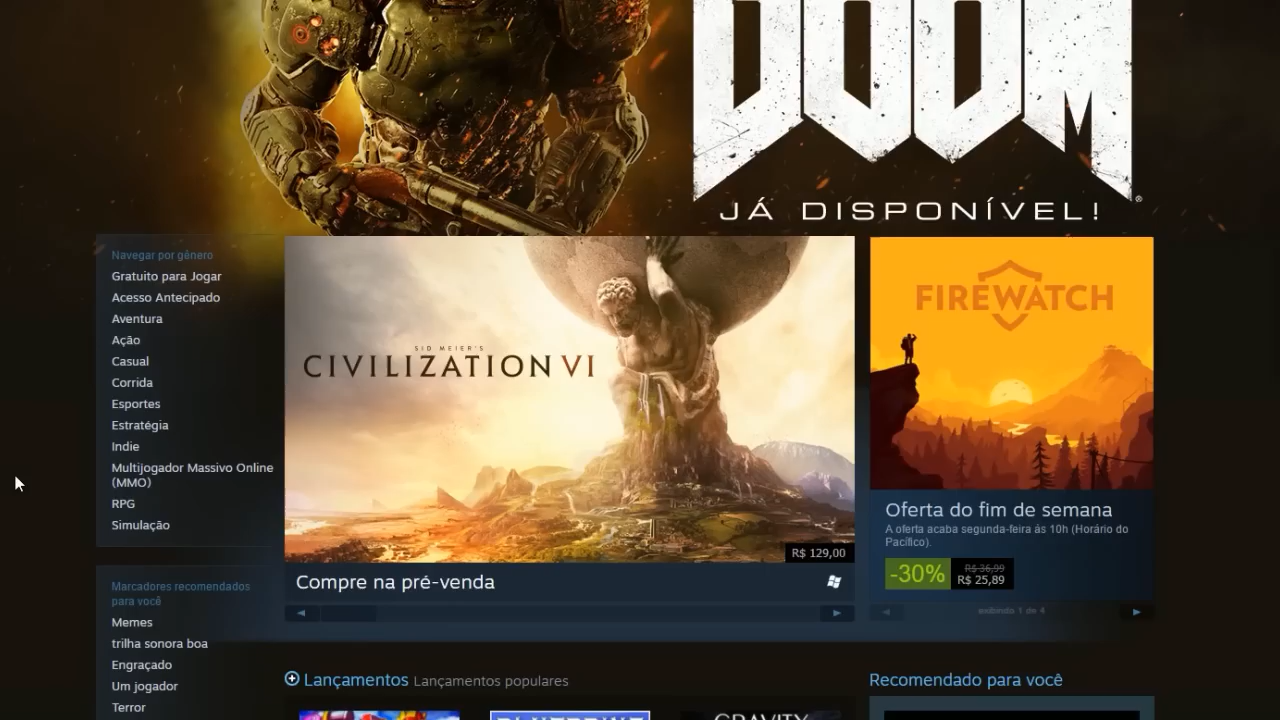 DOOM
®
JÁ DISPONÍVEL!
Navegar por gênero
Gratuito para Jogar
Acesso Antecipado
Aventura
Ação
Casual
Corrida
Esportes
Estratégia
Indie
Multijogador Massivo Online
(MMO)
RPG
Simulação
Marcadores recomendados
para você
Memes
trilha sonora boa
Engraçado
Um jogador
Terror
SID MEIER'S
CIVILIZATION VI
R$ 129,00
Compre na pré-venda
FIREWATCH
Oferta do fim de semana
A oferta acaba segunda-feira às 10h (Horário do
Pacífico).
-30%
R$ 36,99
R$ 25,89
exibindo 1 de 4
Lançamentos Lançamentos populares
GRAVITY
Recomendado para você